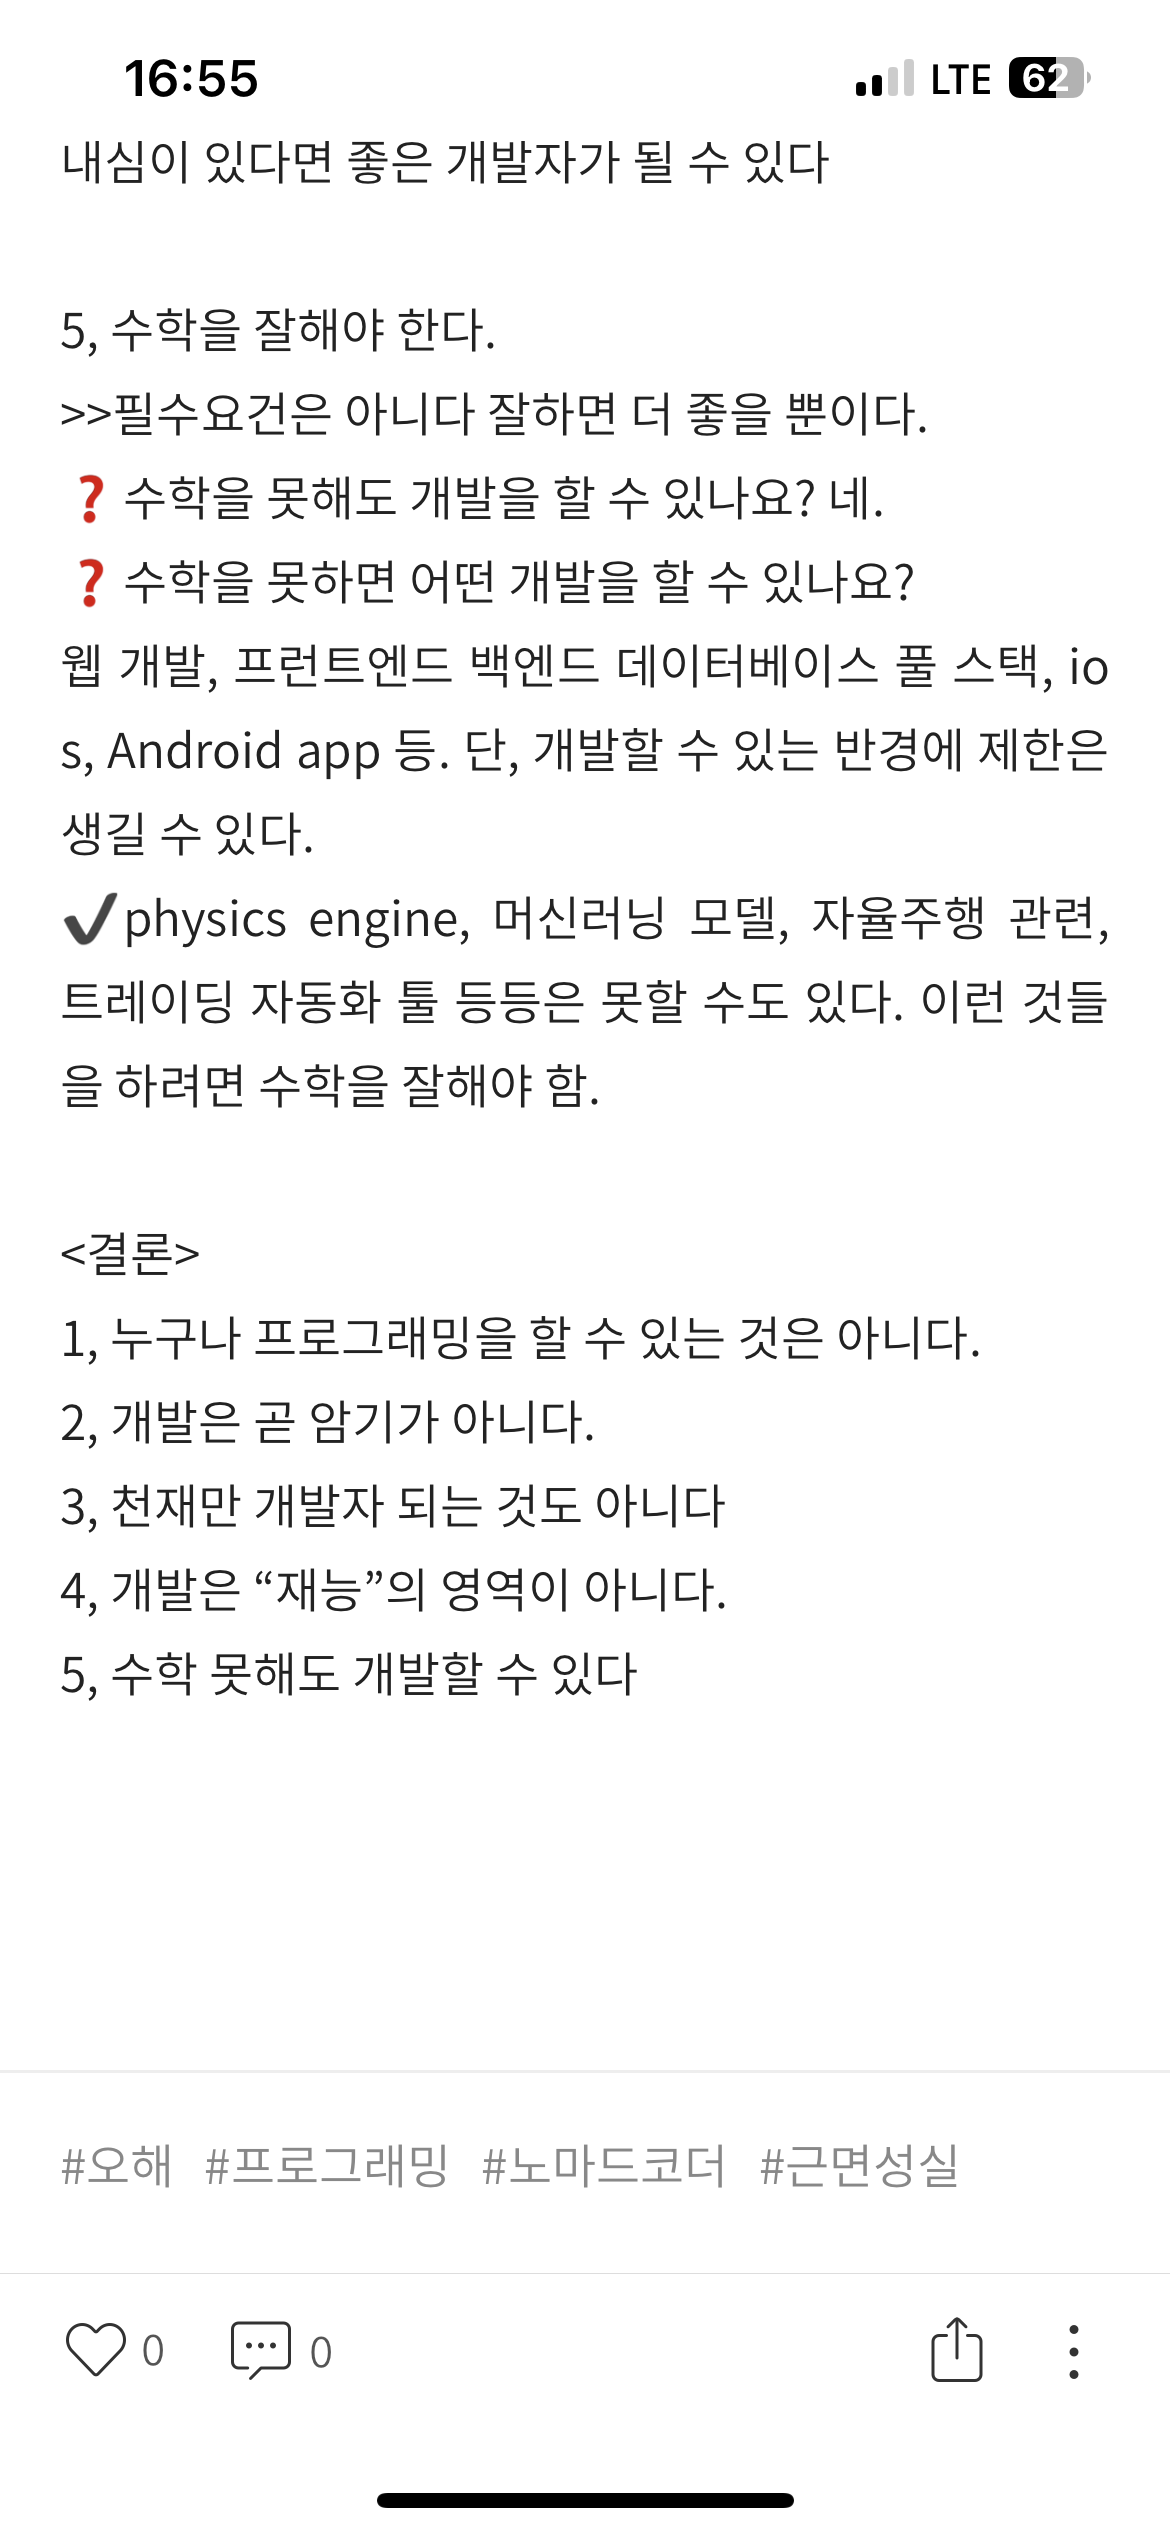 16:55 LTE 62
내심이 있다면 좋은 개발자가 될 수 있다
5, 수학을 잘해야 한다.
>>필수요건은 아니다 잘하면 더 좋을 뿐이다.
❓ 수학을 못해도 개발을 할 수 있나요? 네.
❓ 수학을 못하면 어떤 개발을 할 수 있나요?
웹 개발, 프런트엔드 백엔드 데이터베이스 풀 스택, io
s, Android app 등. 단, 개발할 수 있는 반경에 제한은
생길 수 있다.
✔️physics engine, 머신러닝 모델, 자율주행 관련,
트레이딩 자동화 툴 등등은 못할 수도 있다. 이런 것들
을 하려면 수학을 잘해야 함.
<결론>
1, 누구나 프로그래밍을 할 수 있는 것은 아니다.
2, 개발은 곧 암기가 아니다.
3, 천재만 개발자 되는 것도 아니다
4, 개발은 “재능”의 영역이 아니다.
5, 수학 못해도 개발할 수 있다
#오해 #프로그래밍 #노마드코더 #근면성실
0 0